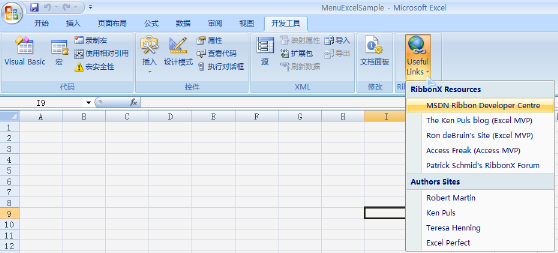 MenuExcelSample - Microsoft Excel
开始 插入 页面布局 公式 数据 审阅 视图 开发工具
Visual Basic
宏
录制宏
使用相对引用
宏安全性
代码
插入
设计模式
属性
查看代码
执行对话框
控件
源
映射属性
扩展包
刷新数据
导入
导出
XML
文档面板
修改
Useful
Links
I9
fx
A B C D E F G H I
1
2
3
4
5
6
7
8
9
10
11
12
RibbonX Resources
MSDN Ribbon Developer Centre
The Ken Puls blog (Excel MVP)
Ron deBruin's Site (Excel MVP)
Access Freak (Access MVP)
Patrick Schmid's RibbonX Forum
Authors Sites
Robert Martin
Ken Puls
Teresa Henning
Excel Perfect